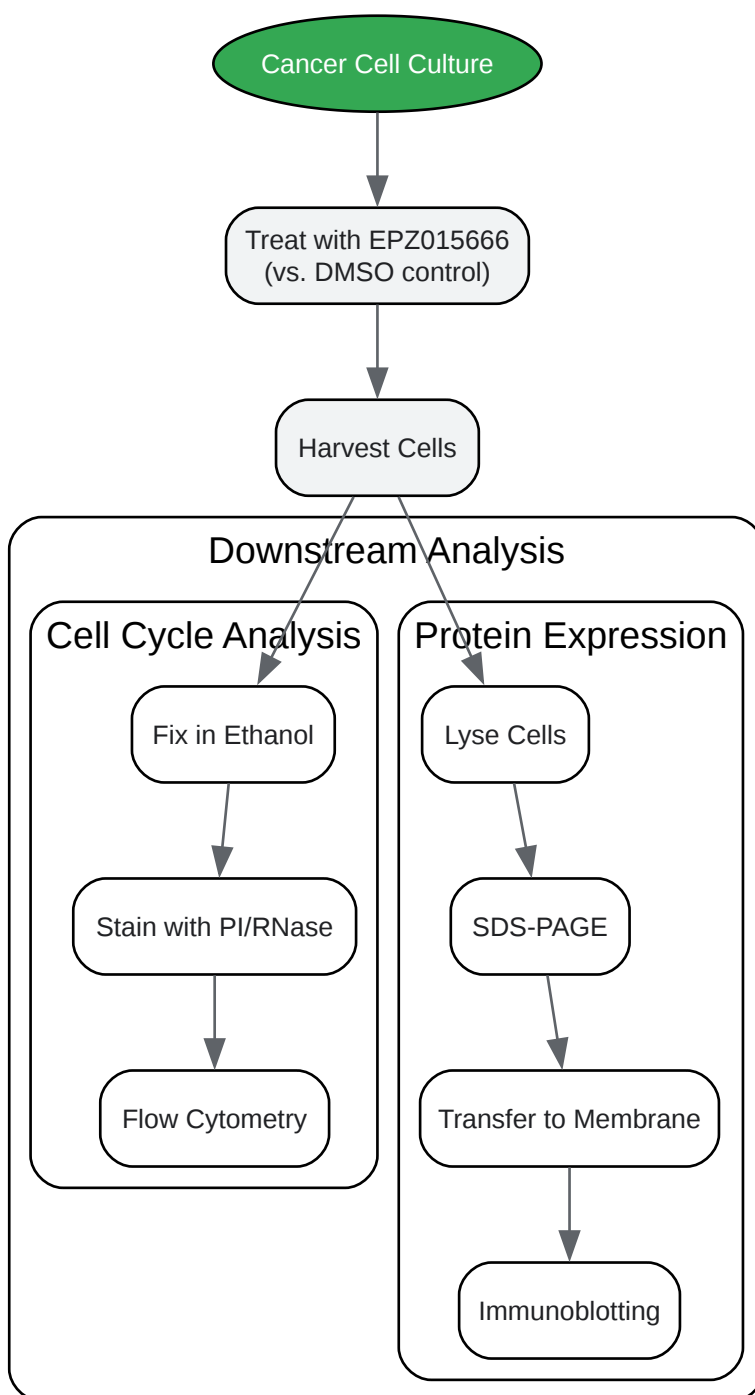 Cancer Cell Culture
Treat with EPZ015666
(vs. DMSO control)
Harvest Cells
Downstream Analysis
Cell Cycle Analysis
Protein Expression
Fix in Ethanol
Lyse Cells
Stain with PI/RNase
SDS-PAGE
Flow Cytometry
Transfer to Membrane
Immunoblotting